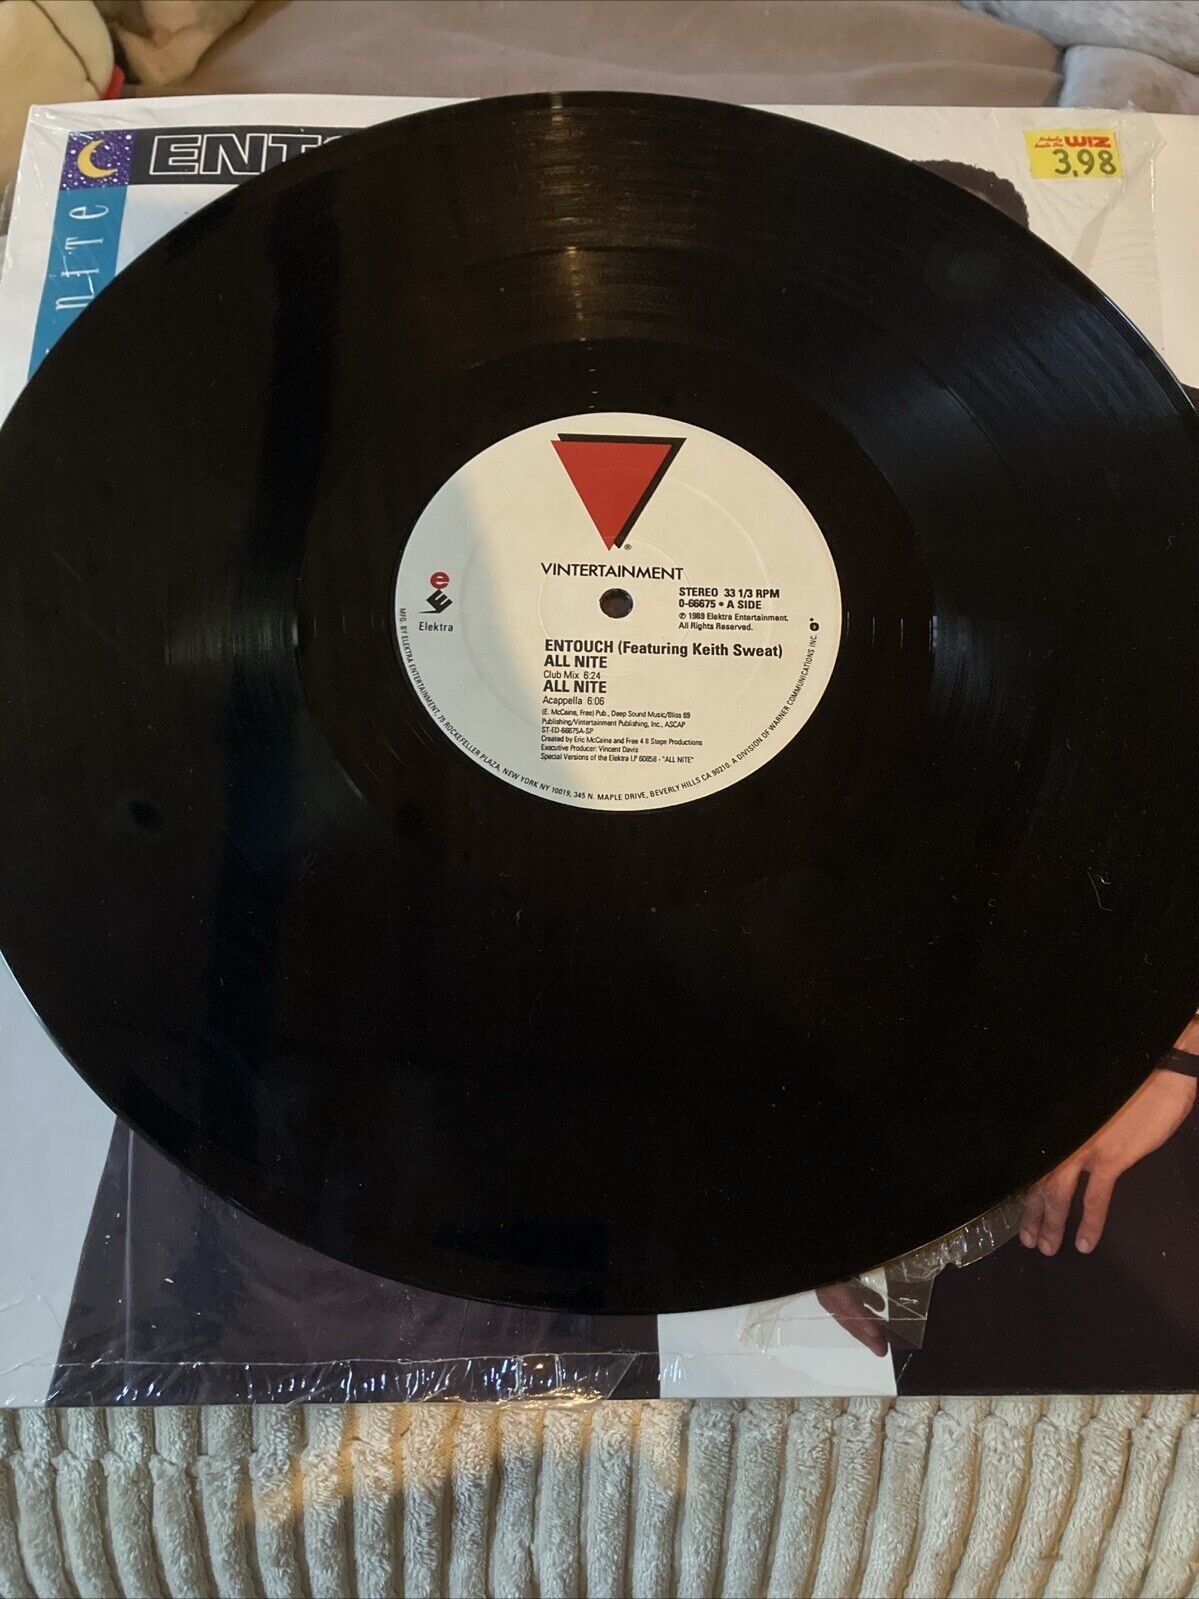 ENTO
nite
Nobody
beats the WIZ
3.98
VINTERTAINMENT
e
Elektra
STEREO 33 1/3 RPM
0-66675 • A SIDE
℗ 1989 Elektra Entertainment.
All Rights Reserved.
ENTOUCH (Featuring Keith Sweat)
ALL NITE
Club Mix 6:24
ALL NITE
Acappella 6:06
(E. McCaine, Free) Pub., Deep Sound Music/Bliss 69
Publishing/Vintertainment Publishing, Inc., ASCAP
ST-ED-66675A-SP
Created by Eric McCaine and Free 4 II Steps Productions
Executive Producer: Vincent Davis
Special Versions of the Elektra LP 60858 - "ALL NITE"
MFG. BY ELEKTRA ENTERTAINMENT, 75 ROCKEFELLER PLAZA, NEW YORK NY 10019, 345 N. MAPLE DRIVE, BEVERLY HILLS CA 90210. A DIVISION OF WARNER COMMUNICATIONS INC.